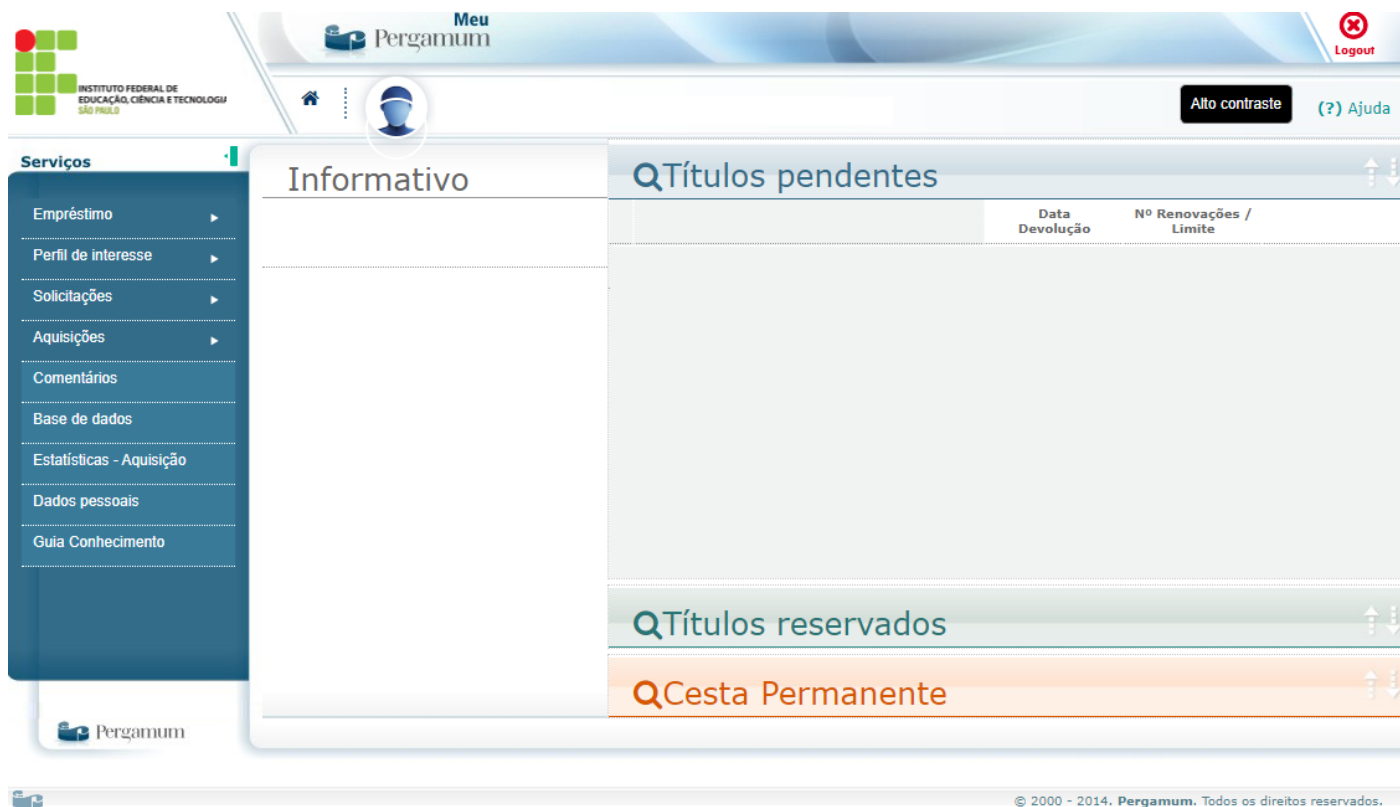 Meu
Pergamum
Logout
INSTITUTO FEDERAL DE
EDUCAÇÃO, CIÊNCIA E TECNOLOGIA
SÃO PAULO
Alto contraste
(?) Ajuda
Serviços
Empréstimo
Perfil de interesse
Solicitações
Aquisições
Comentários
Base de dados
Estatísticas - Aquisição
Dados pessoais
Guia Conhecimento
Pergamum
Informativo
Títulos pendentes
Data
Devolução
Nº Renovações /
Limite
Títulos reservados
Cesta Permanente
© 2000 - 2014. Pergamum. Todos os direitos reservados.